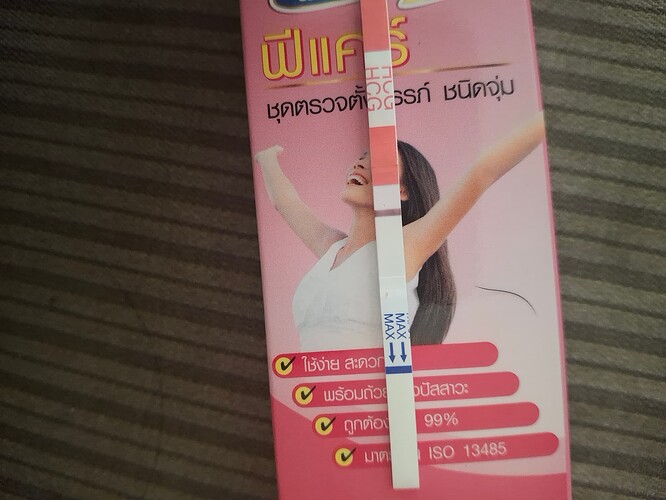 ฟีแคร์
HCG HCG
ชุดตรวจตั้ รรภ์ ชนิดจุ่ม
MAX MAX
ใช้ง่าย สะดวก
พร้อมถ้วย ปัสสาวะ
ถูกต้อง 99%
ISO 13485